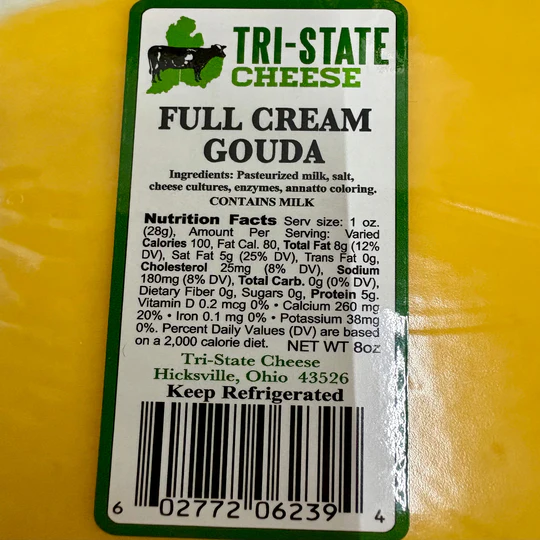 TRI-STATE
CHEESE
FULL CREAM
GOUDA
Ingredients: Pasteurized milk, salt,
cheese cultures, enzymes, annatto coloring.
CONTAINS MILK
Nutrition Facts Serv size: 1 oz.
(28g), Amount Per Serving: Varied
Calories 100, Fat Cal. 80, Total Fat 8g (12%
DV), Sat Fat 5g (25% DV), Trans Fat 0g,
Cholesterol 25mg (8% DV), Sodium
180mg (8% DV), Total Carb. 0g (0% DV),
Dietary Fiber 0g, Sugars 0g, Protein 5g.
Vitamin D 0.2 mcg 0% • Calcium 260 mg
20% • Iron 0.1 mg 0% • Potassium 38mg
0%. Percent Daily Values (DV) are based
on a 2,000 calorie diet. NET WT 8oz
Tri-State Cheese
Hicksville, Ohio 43526
Keep Refrigerated
6 02772 06239 4